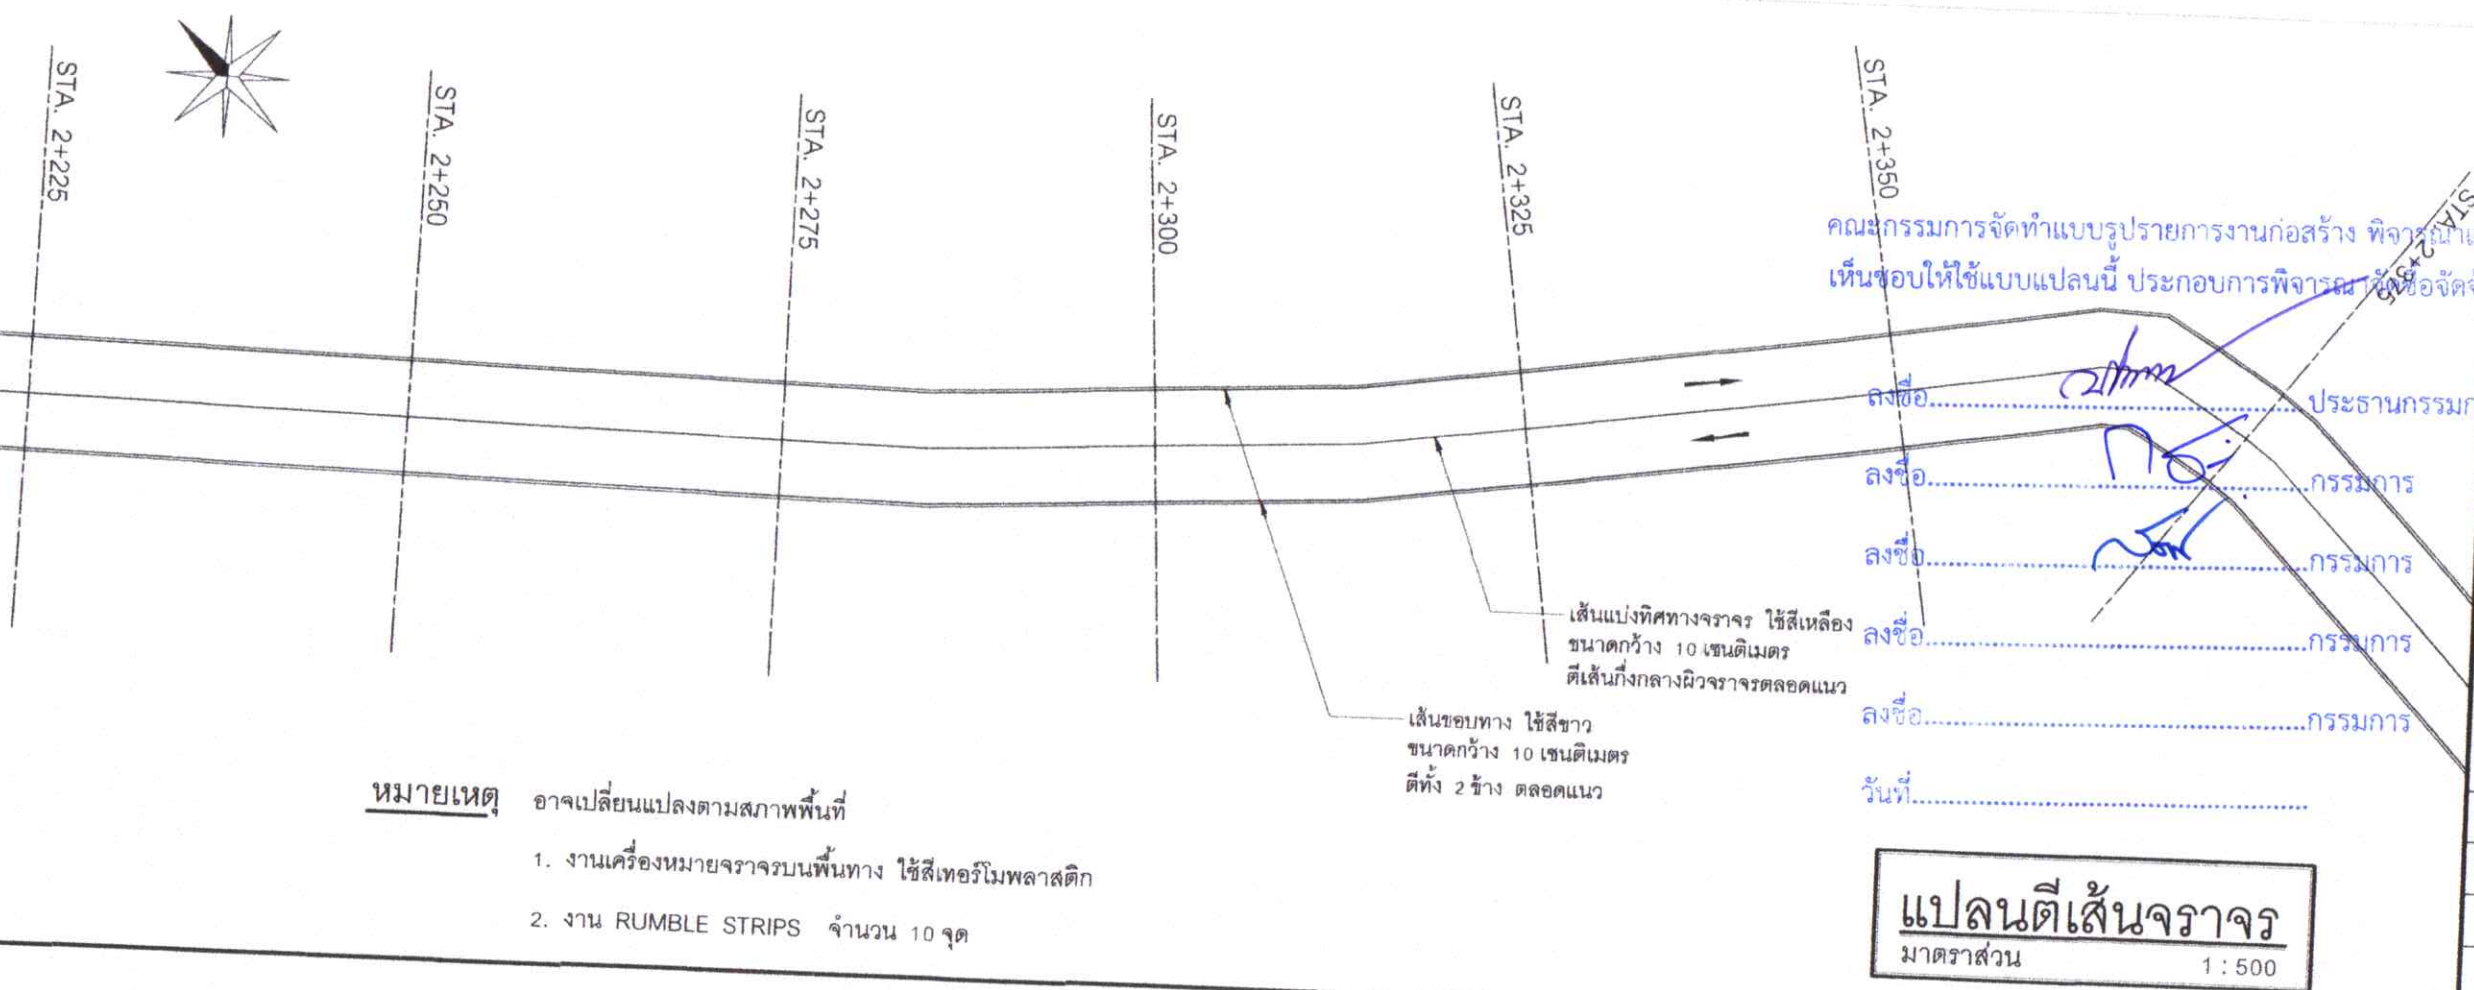 STA. 2+225
STA. 2+250
STA. 2+275
STA. 2+300
STA. 2+325
STA. 2+350
STA. 2+375
คณะกรรมการจัดทำแบบรูปรายการงานก่อสร้าง พิจารณา
เห็นชอบให้ใช้แบบแปลนนี้ ประกอบการพิจารณาจัดซื้อจัด
ลงชื่อ..........ประธานกรรมก
ลงชื่อ..........กรรมการ
ลงชื่อ..........กรรมการ
ลงชื่อ..........กรรมการ
ลงชื่อ..........กรรมการ
วันที่..........
เส้นแบ่งทิศทางจราจร ใช้สีเหลือง
ขนาดกว้าง 10 เซนติเมตร
ตีเส้นกึ่งกลางผิวจราจรตลอดแนว
เส้นขอบทาง ใช้สีขาว
ขนาดกว้าง 10 เซนติเมตร
ตีทั้ง 2 ข้าง ตลอดแนว
หมายเหตุ อาจเปลี่ยนแปลงตามสภาพพื้นที่
1. งานเครื่องหมายจราจรบนพื้นทาง ใช้สีเทอร์โมพลาสติก
2. งาน RUMBLE STRIPS จำนวน 10 จุด
แปลนตีเส้นจราจร
มาตราส่วน 1 : 500